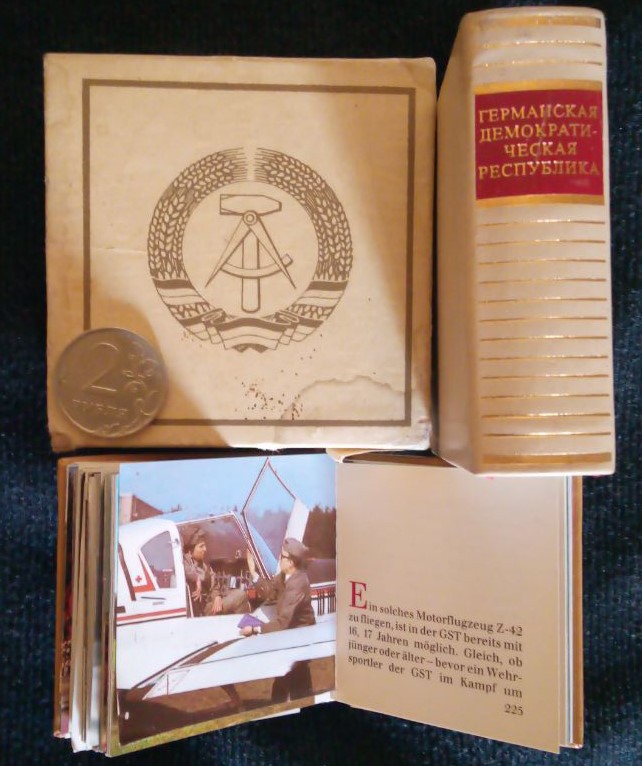 2
РУБЛЯ
ГЕРМАНСКАЯ
ДЕМОКРАТИ-
ЧЕСКАЯ
РЕСПУБЛИКА
Ein solches Motorflugzeug Z-42
zu fliegen, ist in der GST bereits mit
16, 17 Jahren möglich. Gleich, ob
jünger oder älter – bevor ein Wehr-
sportler der GST im Kampf um
225